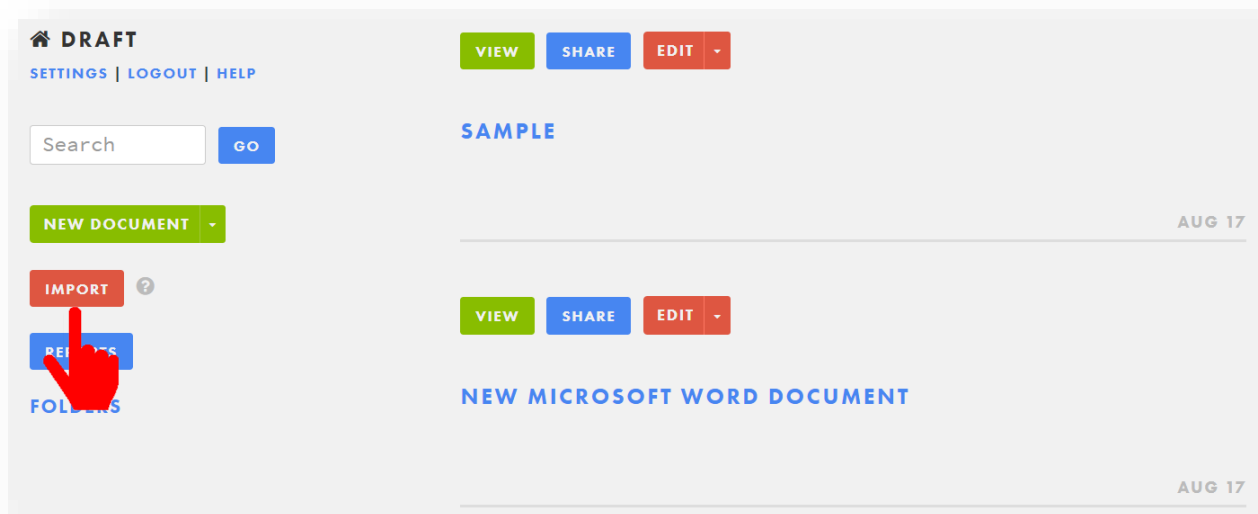 DRAFT
SETTINGS | LOGOUT | HELP
Search
GO
NEW DOCUMENT
IMPORT
REPORTS
FOLDERS
VIEW SHARE EDIT
SAMPLE
AUG 17
VIEW SHARE EDIT
NEW MICROSOFT WORD DOCUMENT
AUG 17